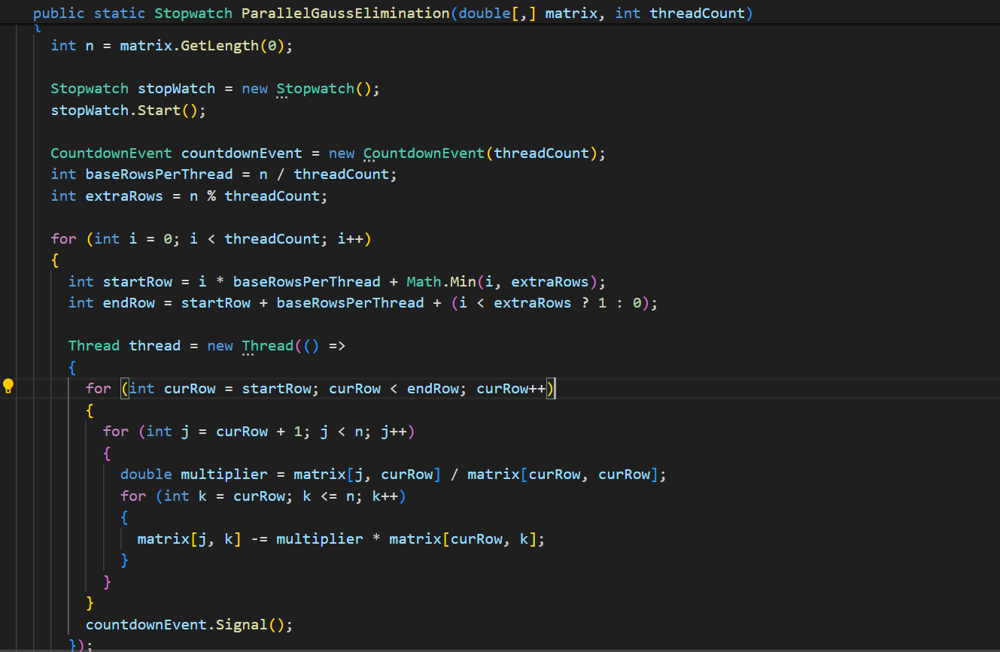 public static Stopwatch ParallelGaussElimination(double[,] matrix, int threadCount)
{
int n = matrix.GetLength(0);
Stopwatch stopWatch = new Stopwatch();
stopWatch.Start();
CountdownEvent countdownEvent = new CountdownEvent(threadCount);
int baseRowsPerThread = n / threadCount;
int extraRows = n % threadCount;
for (int i = 0; i < threadCount; i++)
{
int startRow = i * baseRowsPerThread + Math.Min(i, extraRows);
int endRow = startRow + baseRowsPerThread + (i < extraRows ? 1 : 0);
Thread thread = new Thread(() =>
{
for (int curRow = startRow; curRow < endRow; curRow++)
{
for (int j = curRow + 1; j < n; j++)
{
double multiplier = matrix[j, curRow] / matrix[curRow, curRow];
for (int k = curRow; k <= n; k++)
{
matrix[j, k] -= multiplier * matrix[curRow, k];
}
}
}
countdownEvent.Signal();
});